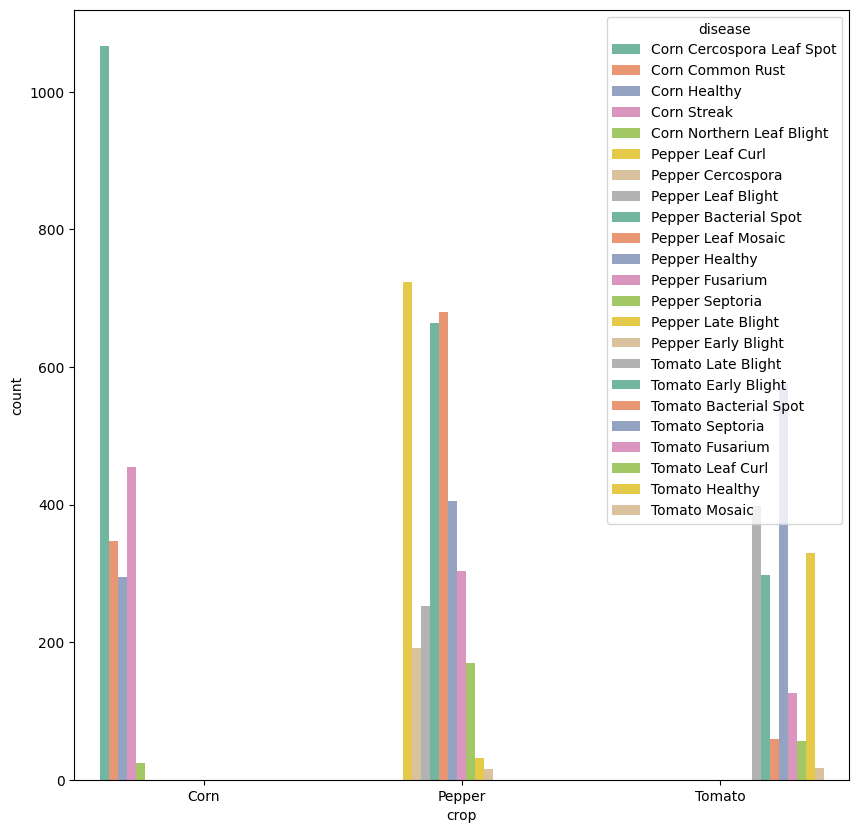 disease
Corn Cercospora Leaf Spot
Corn Common Rust
Corn Healthy
Corn Streak
Corn Northern Leaf Blight
Pepper Leaf Curl
Pepper Cercospora
Pepper Leaf Blight
Pepper Bacterial Spot
Pepper Leaf Mosaic
Pepper Healthy
Pepper Fusarium
Pepper Septoria
Pepper Late Blight
Pepper Early Blight
Tomato Late Blight
Tomato Early Blight
Tomato Bacterial Spot
Tomato Septoria
Tomato Fusarium
Tomato Leaf Curl
Tomato Healthy
Tomato Mosaic
1000
800
600
400
200
0
count
Corn Pepper Tomato
crop